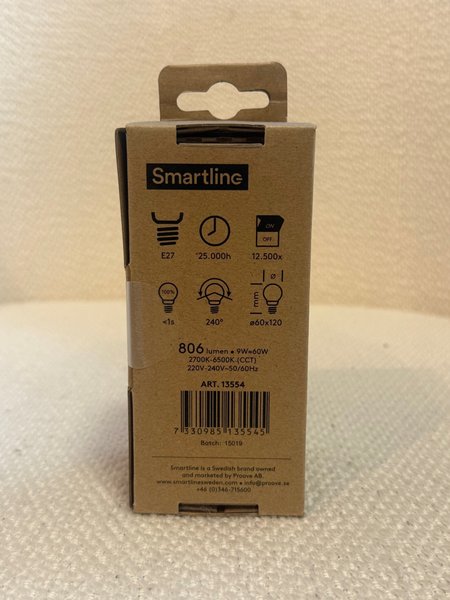 Smartline
ON
OFF
E27
*25.000h
12.500x
100%
<1s
240°
mm
ø
ø60x120
806 lumen • 9W=60W
2700K-6500K (CCT)
220V-240V~50/60Hz
ART. 13554
7 330985 135545
Batch: 15019
Smartline is a Swedish brand owned
and marketed by Proove AB.
www.smartlinesweden.com • info@proove.se
+46 (0)346-715600